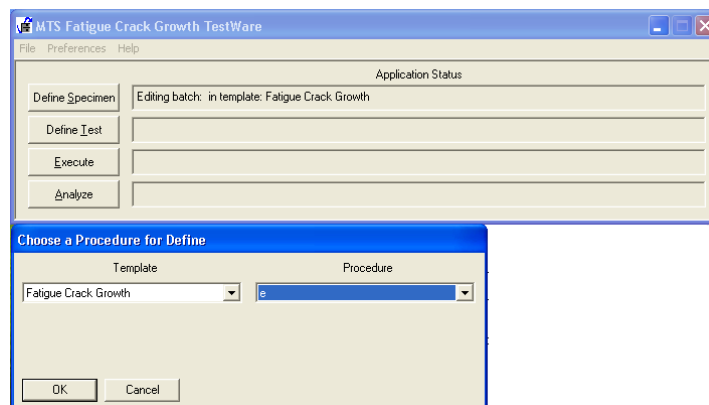 MTS Fatigue Crack Growth TestWare
File Preferences Help
Application Status
Define Specimen Editing batch: in template: Fatigue Crack Growth
Define Test
Execute
Analyze
Choose a Procedure for Define
Template Procedure
Fatigue Crack Growth e
OK Cancel